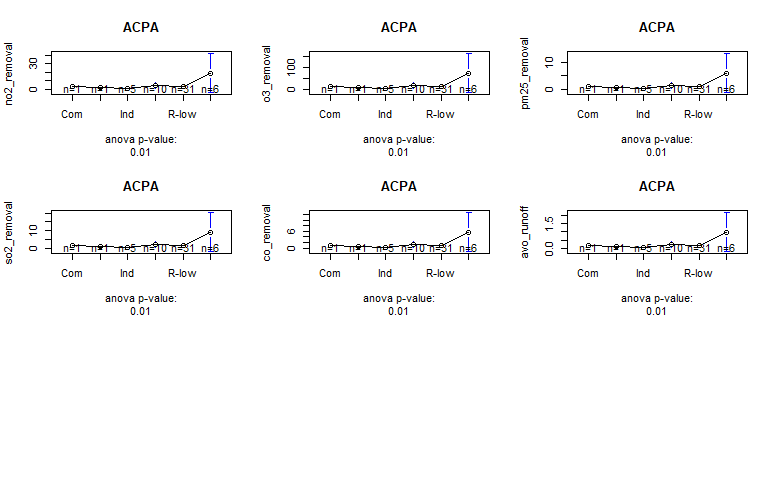 ACPA
no2_removal
0 30
n=1 n=1 n=5 n=10 n=31 n=6
Com Ind R-low
anova p-value:
0.01
ACPA
o3_removal
0 100
n=1 n=1 n=5 n=10 n=31 n=6
Com Ind R-low
anova p-value:
0.01
ACPA
pm25_removal
0 10
n=1 n=1 n=5 n=10 n=31 n=6
Com Ind R-low
anova p-value:
0.01
ACPA
so2_removal
0 10
n=1 n=1 n=5 n=10 n=31 n=6
Com Ind R-low
anova p-value:
0.01
ACPA
co_removal
0 6
n=1 n=1 n=5 n=10 n=31 n=6
Com Ind R-low
anova p-value:
0.01
ACPA
avo_runoff
0.0 1.5
n=1 n=1 n=5 n=10 n=31 n=6
Com Ind R-low
anova p-value:
0.01